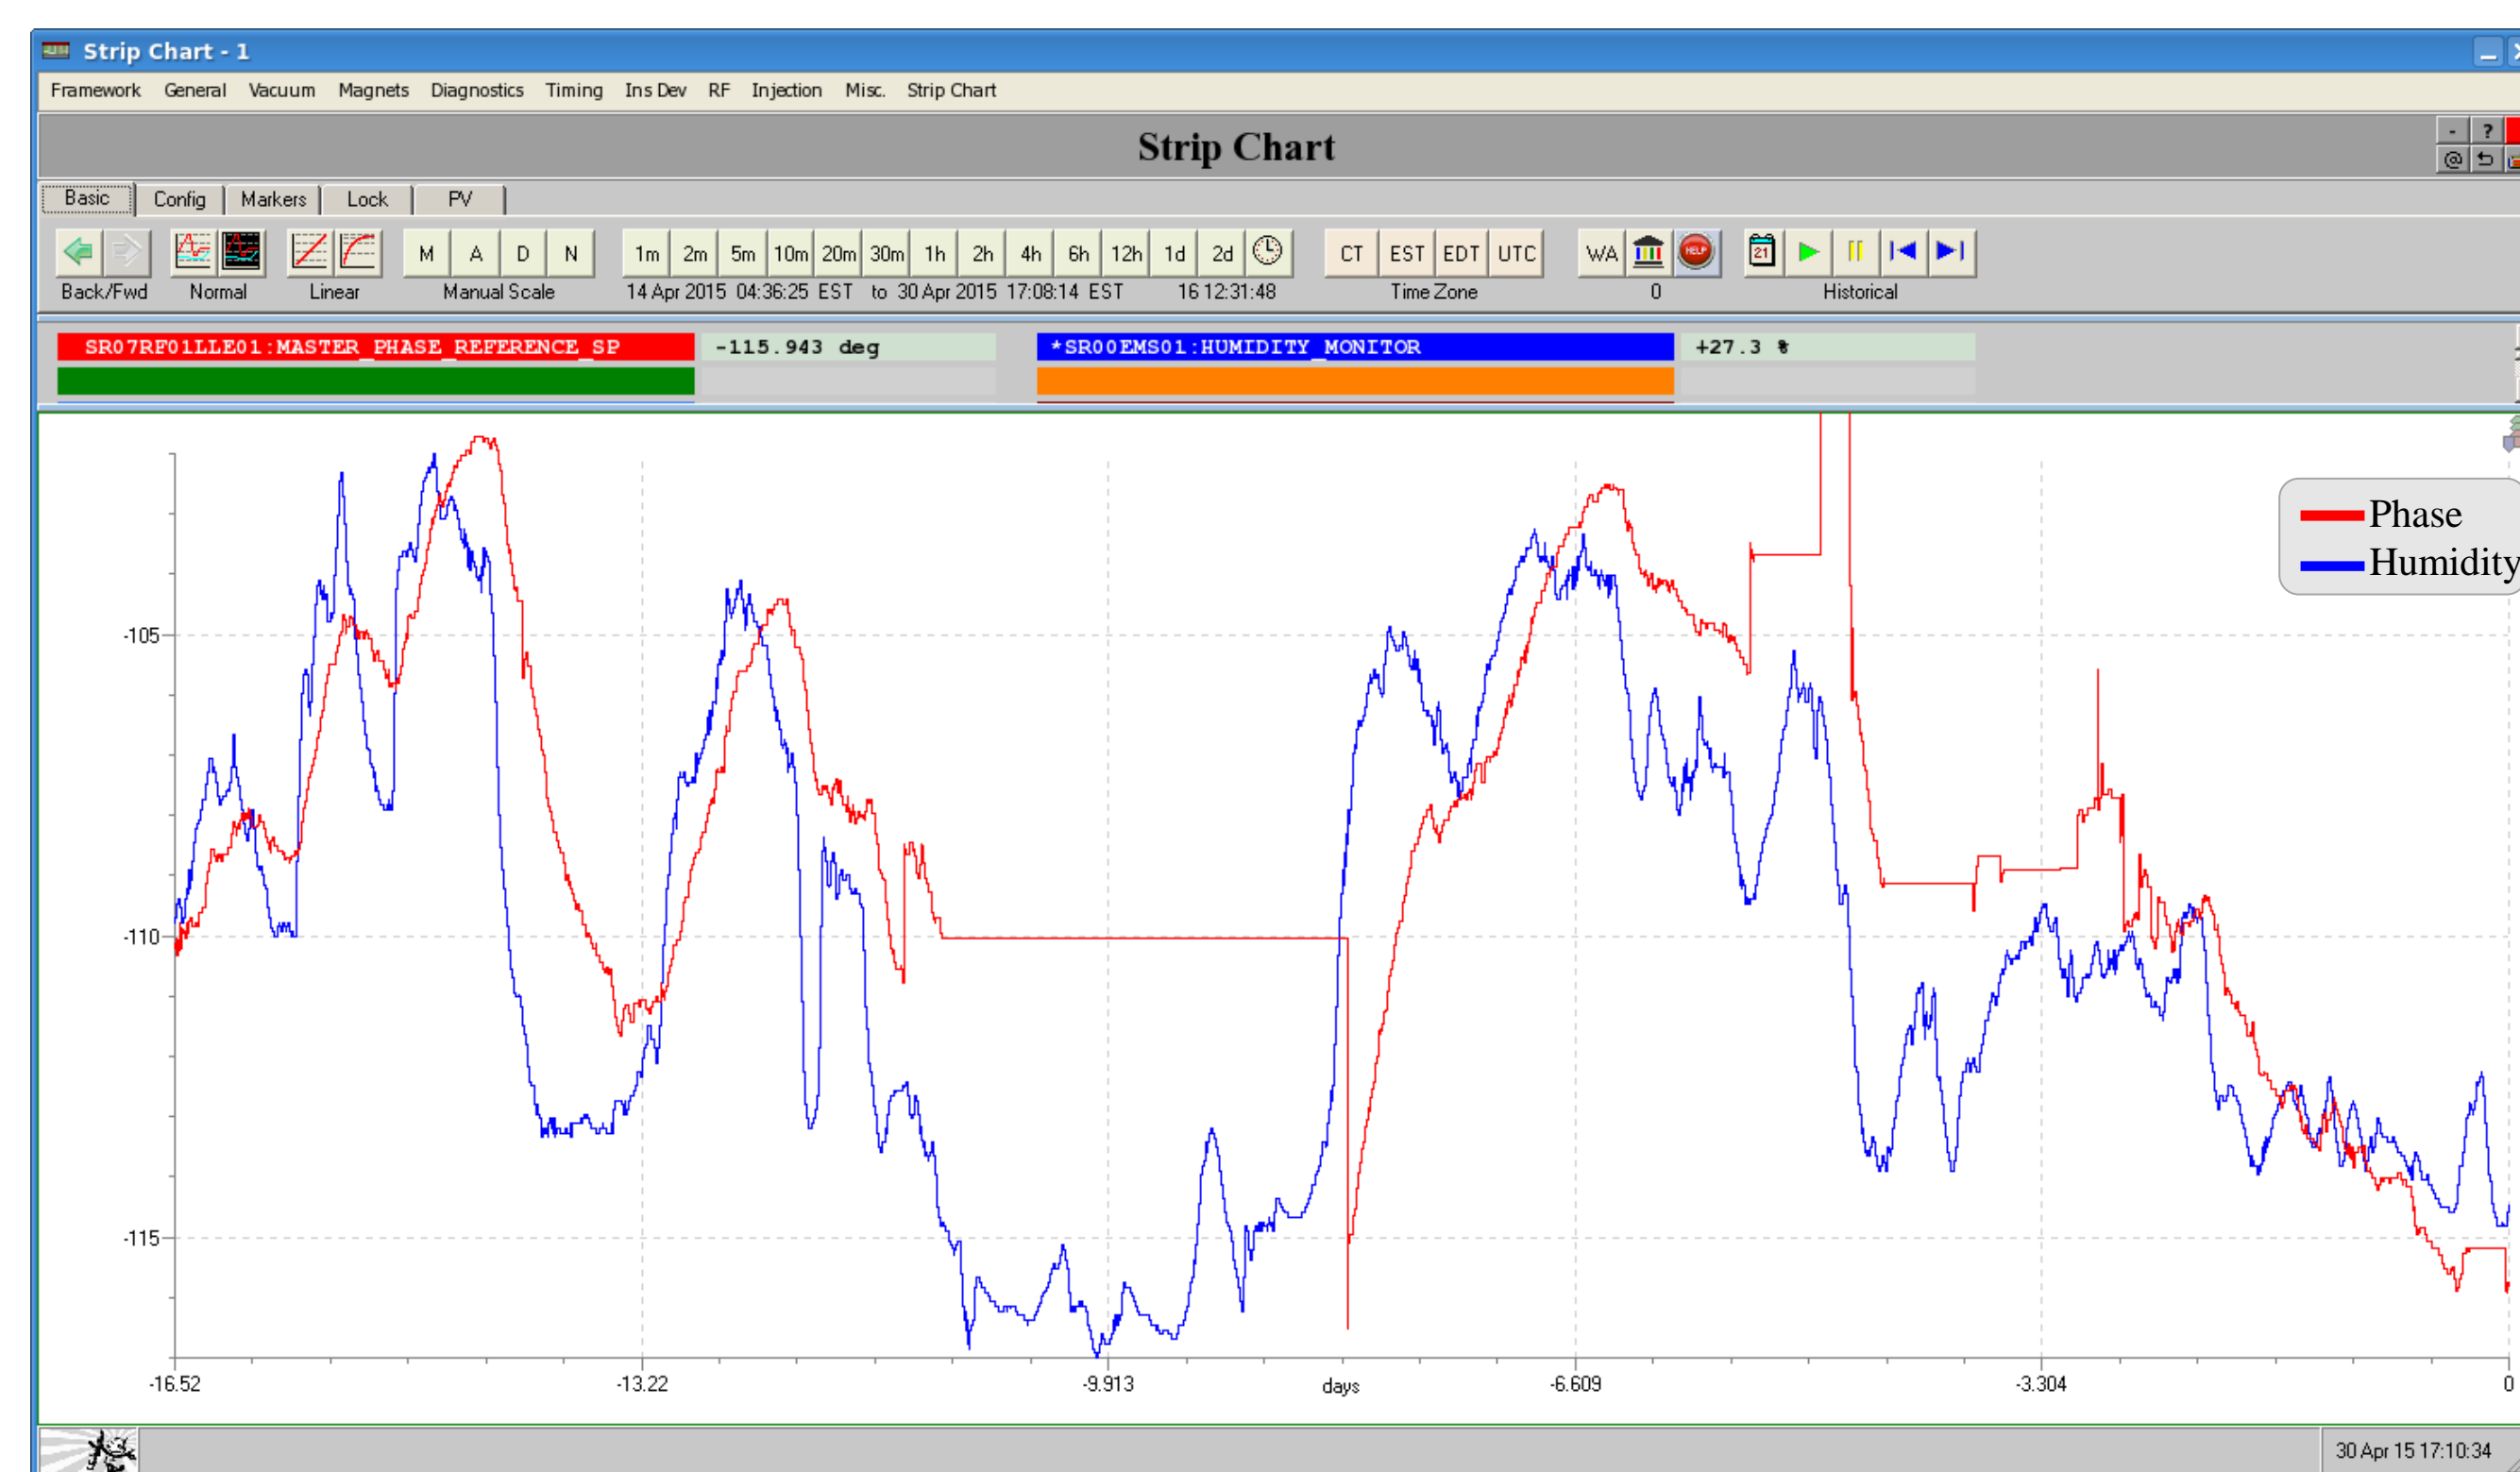 Strip Chart - 1
Framework General Vacuum Magnets Diagnostics Timing Ins Dev RF Injection Misc. Strip Chart
Strip Chart
- ?
@
Basic Config Markers Lock PV
M A D N 1m 2m 5m 10m 20m 30m 1h 2h 4h 6h 12h 1d 2d CT EST EDT UTC WA HELP 21
Back/Fwd Normal Linear Manual Scale 14 Apr 2015 04:36:25 EST to 30 Apr 2015 17:08:14 EST 16 12:31:48 Time Zone 0 Historical
SR07RF01LLE01:MASTER_PHASE_REFERENCE_SP -115.943 deg *SR00EMS01:HUMIDITY_MONITOR +27.3 %
Phase
Humidity
-105
-110
-115
-16.52 -13.22 -9.913 days -6.609 -3.304 0
30 Apr 15 17:10:34